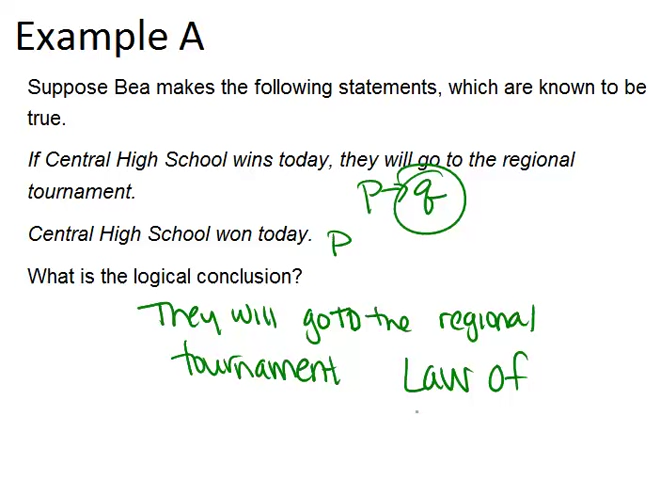 Example A
Suppose Bea makes the following statements, which are known to be
true.
If Central High School wins today, they will go to the regional
tournament.
P→q
Central High School won today. P
What is the logical conclusion?
They will go to the regional
tournament Law of